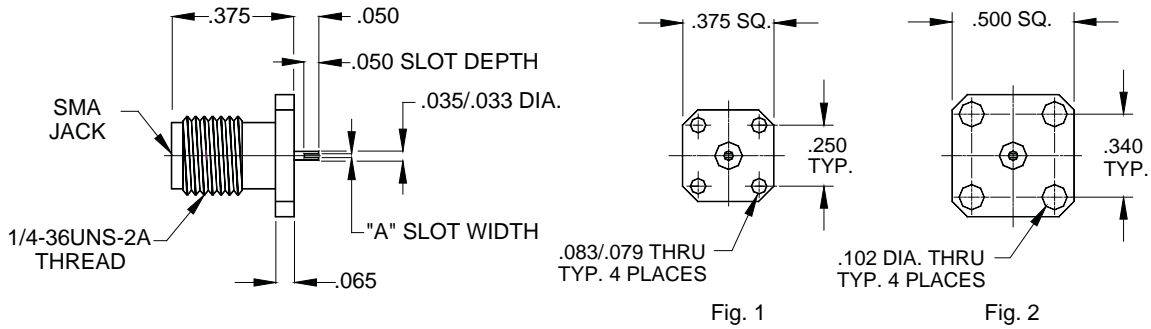 .375
.050
.050 SLOT DEPTH
.035/.033 DIA.
SMA
JACK
"A" SLOT WIDTH
1/4-36UNS-2A
THREAD
.065
.375 SQ.
.250
TYP.
.083/.079 THRU
TYP. 4 PLACES
Fig. 1
.500 SQ.
.340
TYP.
.102 DIA. THRU
TYP. 4 PLACES
Fig. 2